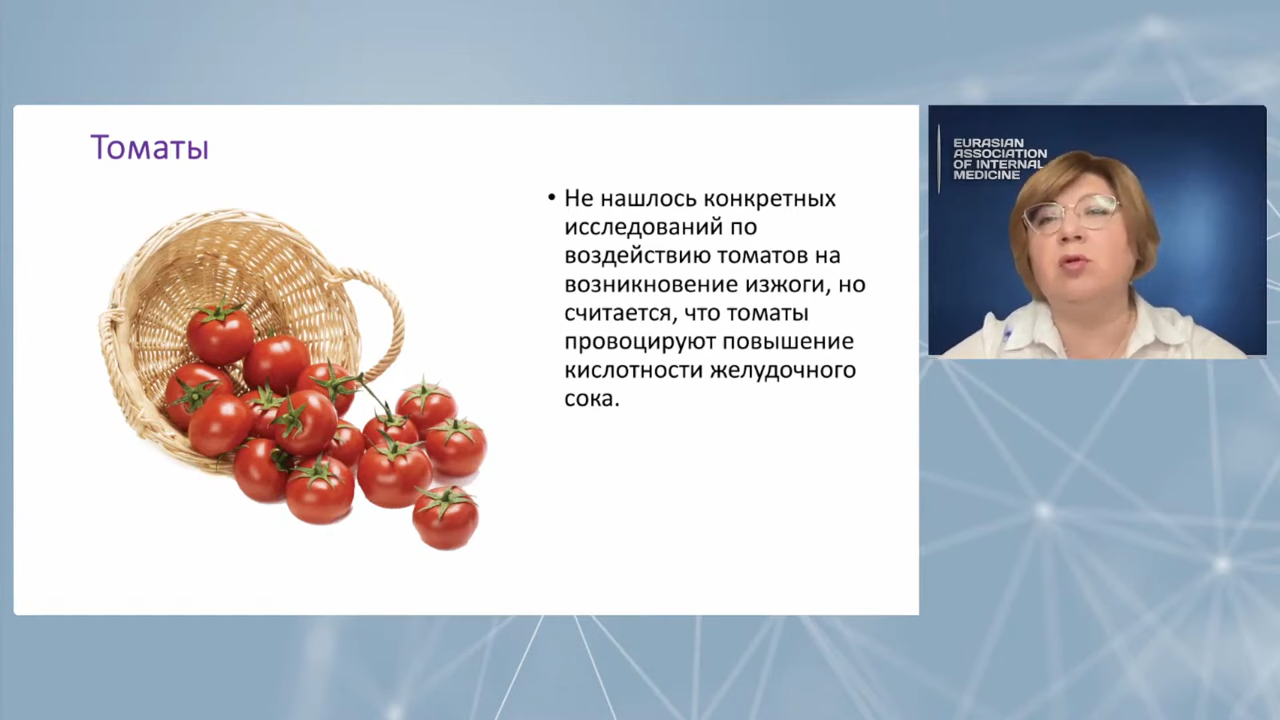 Томаты
• Не нашлось конкретных
исследований по
воздействию томатов на
возникновение изжоги, но
считается, что томаты
провоцируют повышение
кислотности желудочного
сока.
EURASIAN
ASSOCIATION
OF INTERNAL
MEDICINE